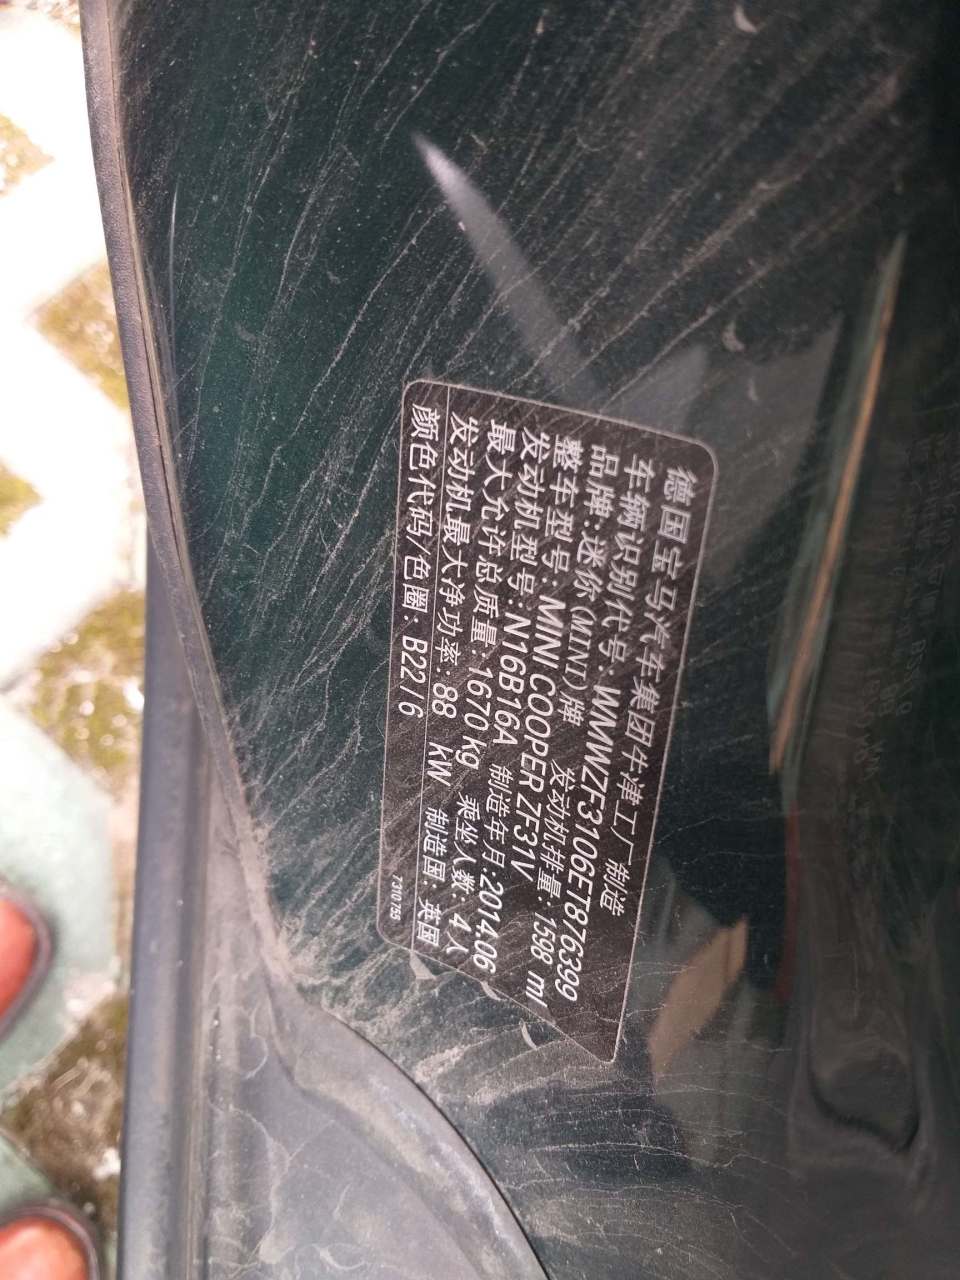 德国宝马汽车集团牛津工厂制造
车辆识别代号: WMWZF3106ET876399
品牌:迷你(MINI)牌 发动机排量: 1598 ml
整车型号: MINI COOPER ZF31V
发动机型号: N16B16A 制造年月:2014.06
最大允许总质量: 1670kg 乘坐人数: 4人
发动机最大净功率: 88 kW 制造国: 英国
颜色代码/色圈: B22 / 6
7310755